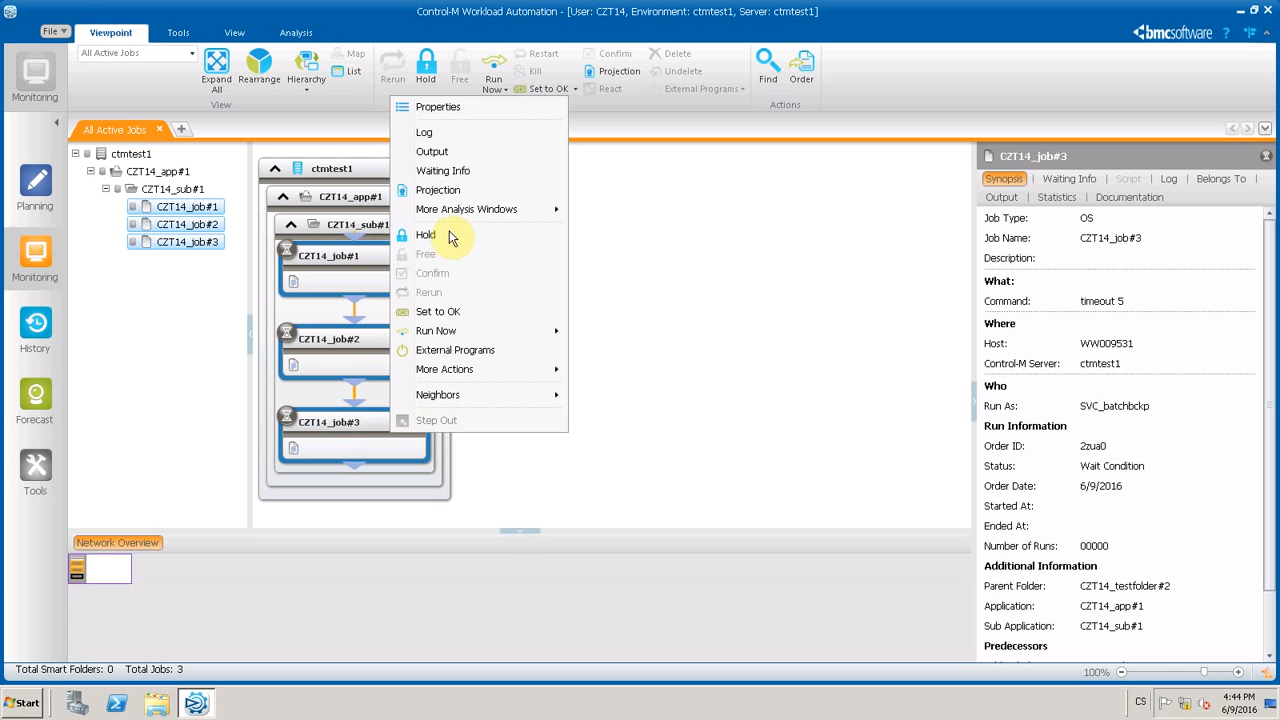 Control-M Workload Automation - [User: CZT14, Environment: ctmtest1, Server: ctmtest1]
File
Viewpoint
Tools
View
Analysis
bmcsoftware
?
Monitoring
All Active Jobs
Expand All
Rearrange
Hierarchy
Map
List
View
Rerun
Hold
Free
Run Now
Restart
Kill
Set to OK
Confirm
Projection
React
Delete
Undelete
External Programs
Find
Order
Actions
All Active Jobs
Planning
Monitoring
History
Forecast
Tools
ctmtest1
CZT14_app#1
CZT14_sub#1
CZT14_job#1
CZT14_job#2
CZT14_job#3
ctmtest1
CZT14_app#1
CZT14_sub#1
CZT14_job#1
CZT14_job#2
CZT14_job#3
Properties
Log
Output
Waiting Info
Projection
More Analysis Windows
Hold
Free
Confirm
Rerun
Set to OK
Run Now
External Programs
More Actions
Neighbors
Step Out
CZT14_job#3
Synopsis Waiting Info Script Log Belongs To
Output Statistics Documentation
Job Type: OS
Job Name: CZT14_job#3
Description:
What:
Command: timeout 5
Where
Host: WW009531
Control-M Server: ctmtest1
Who
Run As: SVC_batchbckp
Run Information
Order ID: 2zua0
Status: Wait Condition
Order Date: 6/9/2016
Started At:
Ended At:
Number of Runs: 00000
Additional Information
Parent Folder: CZT14_testfolder#2
Application: CZT14_app#1
Sub Application: CZT14_sub#1
Predecessors
Network Overview
Total Smart Folders: 0 Total Jobs: 3
100%
Start
CS
4:44 PM
6/9/2016